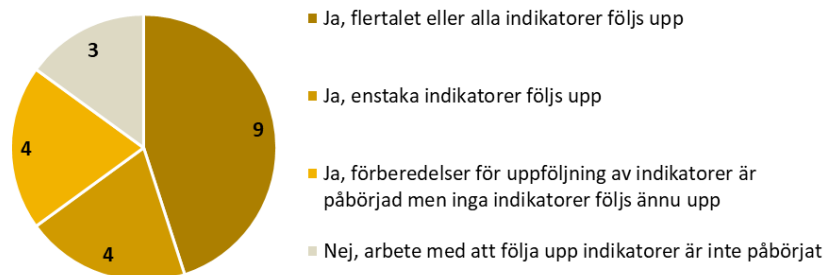 3
9
4
4
Ja, flertalet eller alla indikatorer följs upp
Ja, enstaka indikatorer följs upp
Ja, förberedelser för uppföljning av indikatorer är
påbörjad men inga indikatorer följs ännu upp
Nej, arbete med att följa upp indikatorer är inte påbörjat